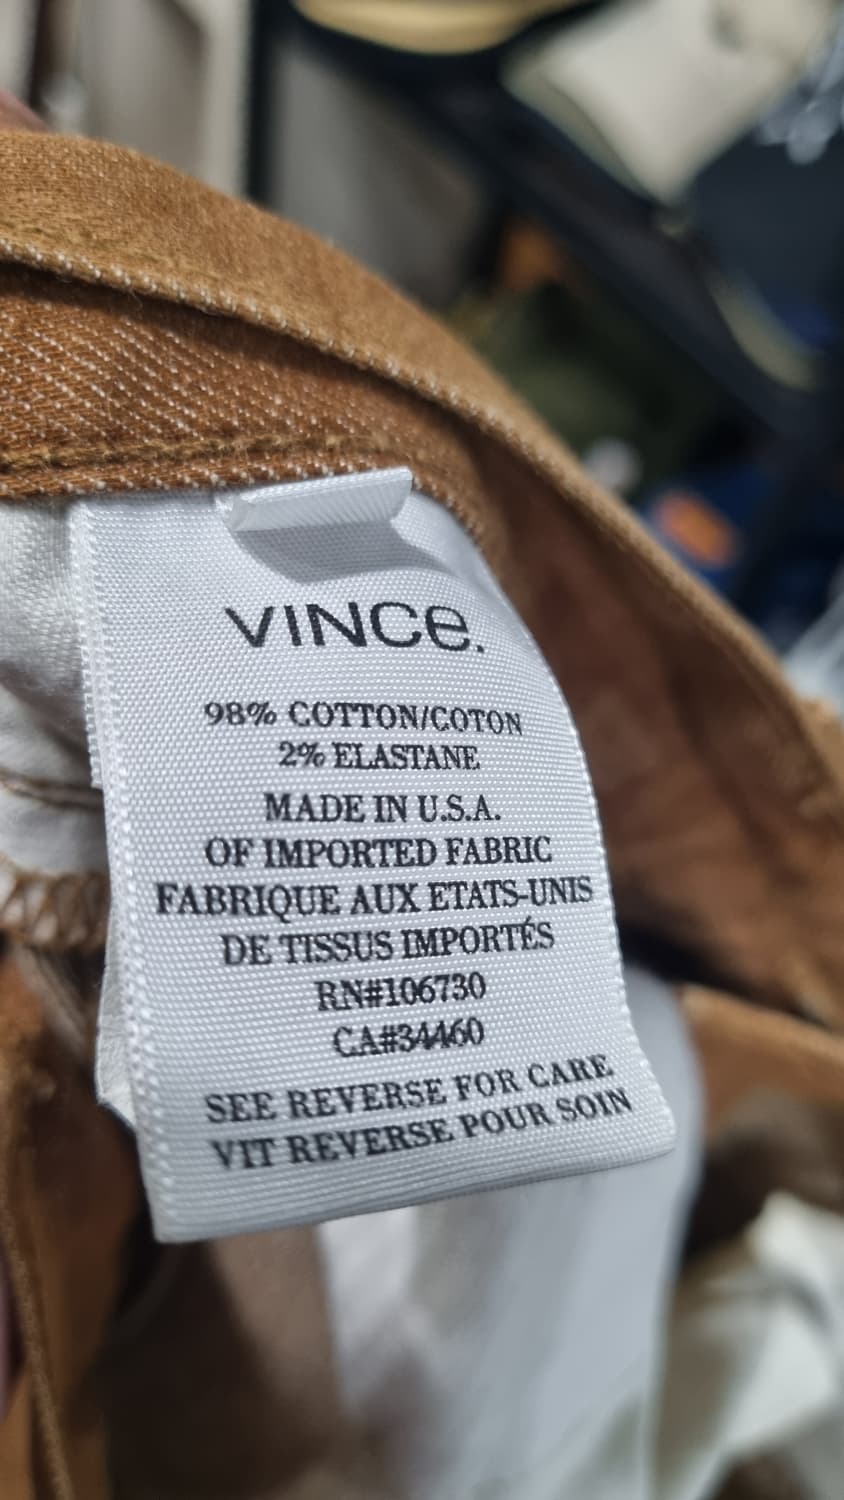 VINCe.
98% COTTON/COTON
2% ELASTANE
MADE IN U.S.A.
OF IMPORTED FABRIC
FABRIQUE AUX ETATS-UNIS
DE TISSUS IMPORTÉS
RN#106730
CA#34460
SEE REVERSE FOR CARE
VIT REVERSE POUR SOIN